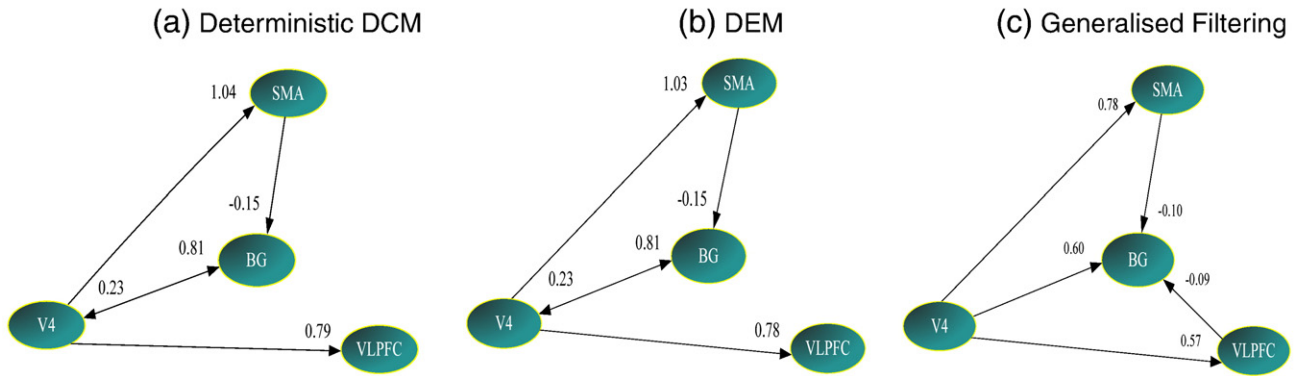 (a) Deterministic DCM
(b) DEM
(c) Generalised Filtering
1.04
SMA
-0.15
0.81
BG
0.23
V4
0.79
VLPFC
1.03
SMA
-0.15
0.81
BG
0.23
V4
0.78
VLPFC
0.78
SMA
-0.10
0.60
BG
-0.09
V4
0.57
VLPFC